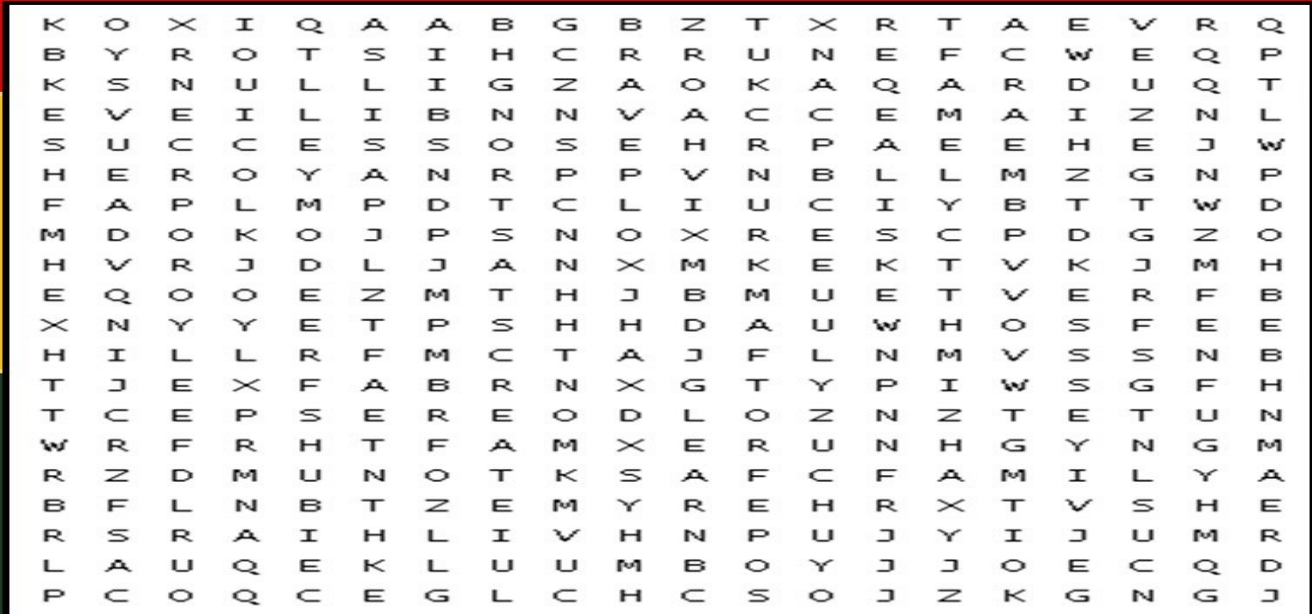 K O X I Q A A B G B Z T X R T A E V R Q
B Y R O T S I H C R R U N E F C W E Q P
K S N U L L I G Z A O K A Q A R D U Q T
E V E I L I B N N V A C C E M A I Z N L
S U C C E S S O S E H R P A E E H E J W
H E R O Y A N R P P V N B L L M Z G N P
F A P L M P D T C L I U C I Y B T T W D
M D O K O J P S N O X R E S C P D G Z O
H V R J D L J A N X M K E K T V K J M H
E Q O O E Z M T H J B M U E T V E R F B
X N Y Y E T P S H H D A U W H O S F E E
H I L L R F M C T A J F L N M V S S N B
T J E X F A B R N X G T Y P I W S G F H
T C E P S E R E O D L O Z N Z T E T U N
W R F R H T F A M X E R U N H G Y N G M
R Z D M U N O T K S A F C F A M I L Y A
B F L N B T Z E M Y R E H R X T V S H E
R S R A I H L I V H N P U J Y I J U M R
L A U Q E K L U U M B O Y J J O E C Q D
P C O Q C E G L C H C S O J Z K G N G J